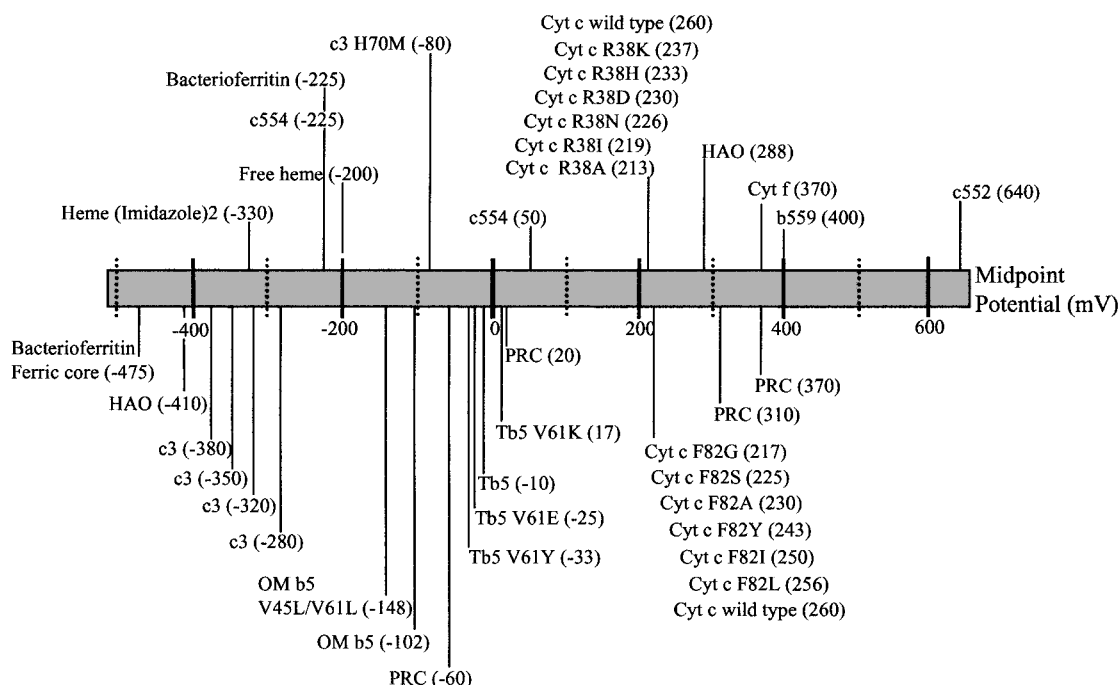 Cyt c wild type (260)
c3 H70M (-80)
Cyt c R38K (237)
Cyt c R38H (233)
Bacterioferritin (-225)
Cyt c R38D (230)
c554 (-225)
Cyt c R38N (226)
Cyt c R38I (219)
HAO (288)
Free heme (-200)
Cyt c R38A (213)
Cyt f (370)
c552 (640)
Heme (Imidazole)2 (-330)
c554 (50)
b559 (400)
Midpoint
Potential (mV)
-400
-200
0
200
400
600
Bacterioferritin
Ferric core (-475)
PRC (20)
HAO (-410)
PRC (370)
PRC (310)
Tb5 V61K (17)
c3 (-380)
Cyt c F82G (217)
c3 (-350)
Tb5 (-10)
Cyt c F82S (225)
c3 (-320)
Cyt c F82A (230)
Tb5 V61E (-25)
c3 (-280)
Cyt c F82Y (243)
Tb5 V61Y (-33)
Cyt c F82I (250)
OM b5
V45L/V61L (-148)
Cyt c F82L (256)
Cyt c wild type (260)
OM b5 (-102)
PRC (-60)